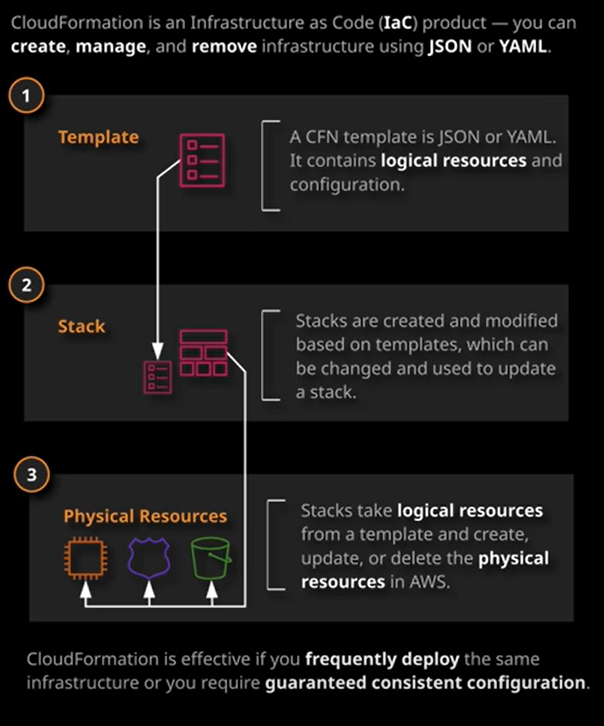 CloudFormation is an Infrastructure as Code (IaC) product — you can
create, manage, and remove infrastructure using JSON or YAML.
1
Template
A CFN template is JSON or YAML.
It contains logical resources and
configuration.
2
Stack
Stacks are created and modified
based on templates, which can
be changed and used to update
a stack.
3
Physical Resources
Stacks take logical resources
from a template and create,
update, or delete the physical
resources in AWS.
CloudFormation is effective if you frequently deploy the same
infrastructure or you require guaranteed consistent configuration.